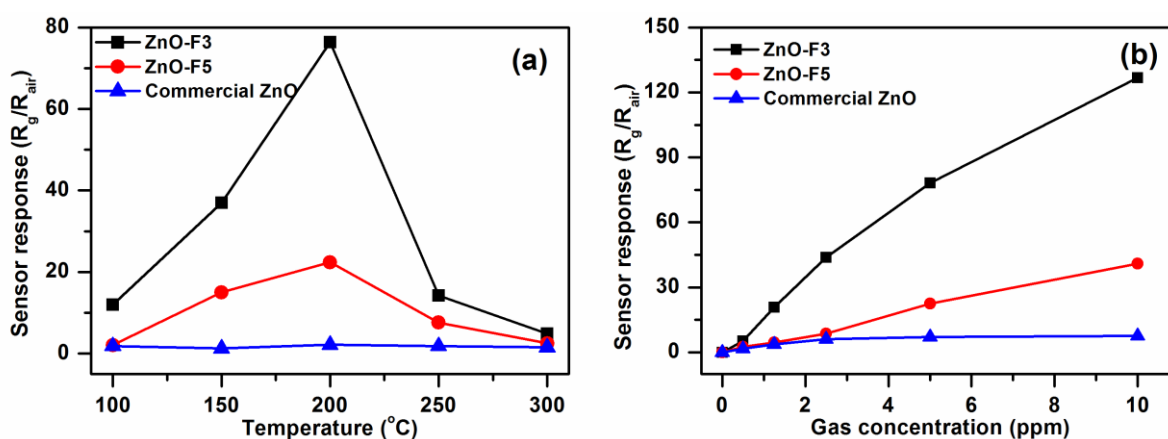 80
60
40
20
0
Sensor response (Rg/Rair)
ZnO-F3
ZnO-F5
Commercial ZnO
(a)
100 150 200 250 300
Temperature (°C)
150
120
90
60
30
0
Sensor response (Rg/Rair)
ZnO-F3
ZnO-F5
Commercial ZnO
(b)
0 2 4 6 8 10
Gas concentration (ppm)